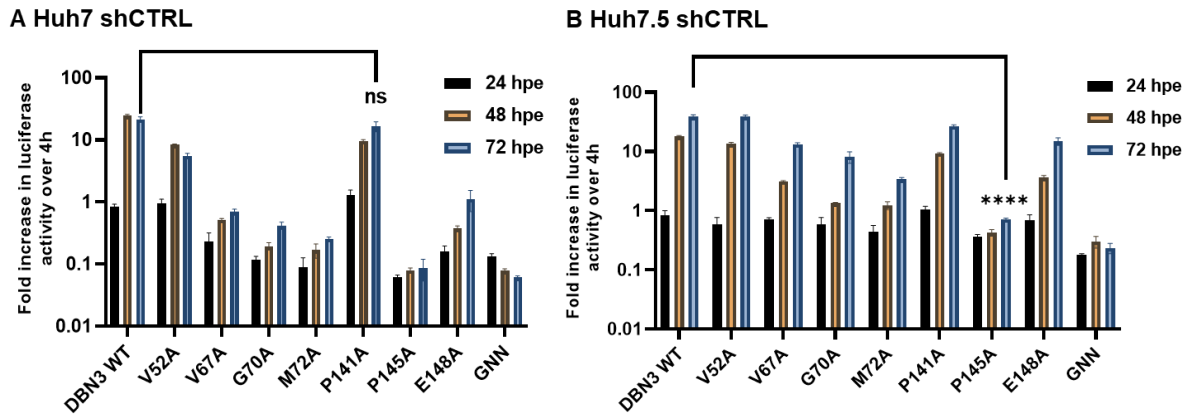 A Huh7 shCTRL
Fold increase in luciferase
activity over 4h
100
10
1
0.1
0.01
ns
24 hpe
48 hpe
72 hpe
DBN3 WT
V52A
V67A
G70A
M72A
P141A
P145A
E148A
GNN
B Huh7.5 shCTRL
Fold increase in luciferase
activity over 4h
100
10
1
0.1
0.01
****
24 hpe
48 hpe
72 hpe
DBN3 WT
V52A
V67A
G70A
M72A
P141A
P145A
E148A
GNN